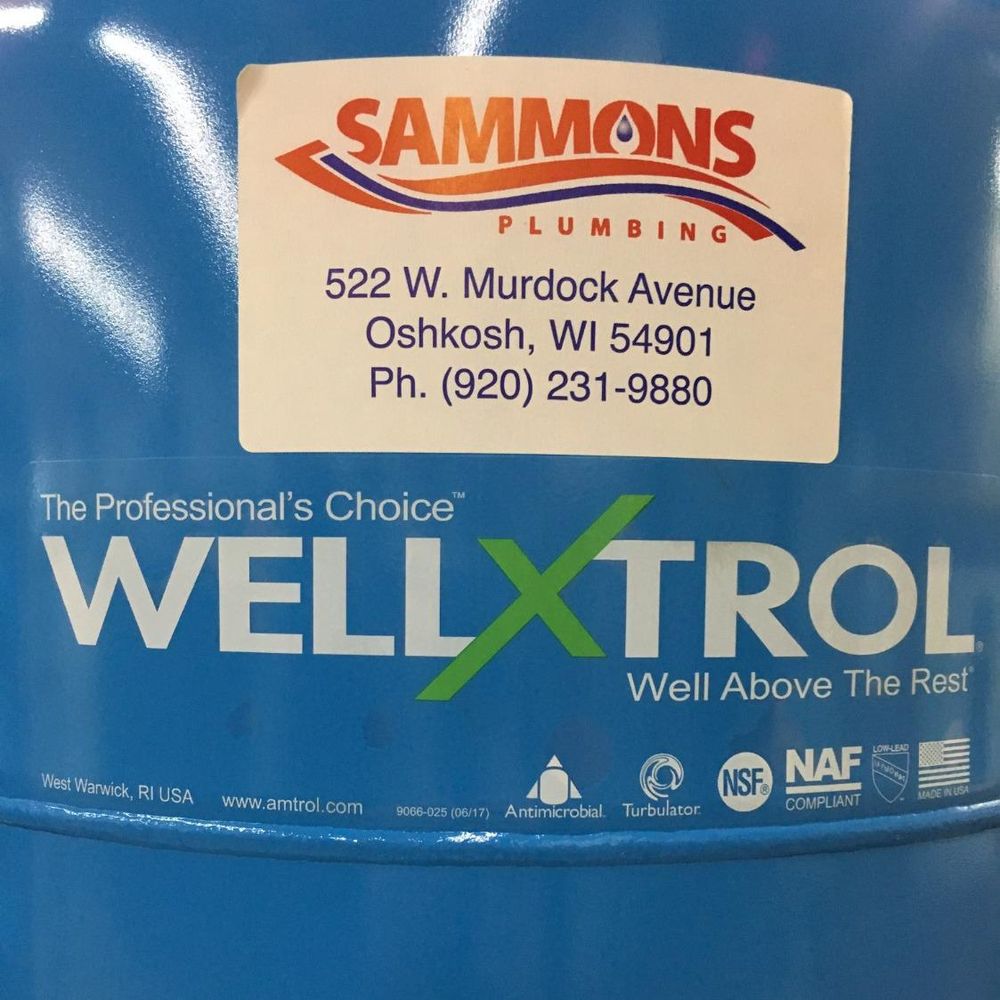 SAMMONS
PLUMBING
522 W. Murdock Avenue
Oshkosh, WI 54901
Ph. (920) 231-9880
The Professional's Choice™
WELLXTROL®
Well Above The Rest®
West Warwick, RI USA
www.amtrol.com
9066-025 (06/17)
Antimicrobial
Turbulator
NSF®
NAF
COMPLIANT
LOW-LEAD
MADE IN USA